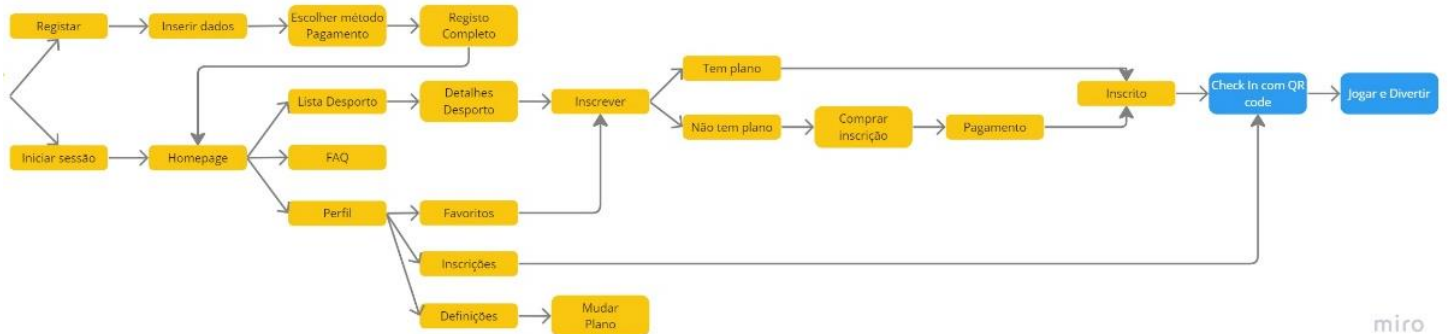 Registar
Inserir dados
Escolher método
Pagamento
Registo
Completo
Tem plano
Lista Desporto
Detalhes
Desporto
Inscrever
Inscrito
Check In com QR
code
Jogar e Divertir
Não tem plano
Comprar
inscrição
Pagamento
Iniciar sessão
Homepage
FAQ
Perfil
Favoritos
Inscrições
Definições
Mudar
Plano
miro